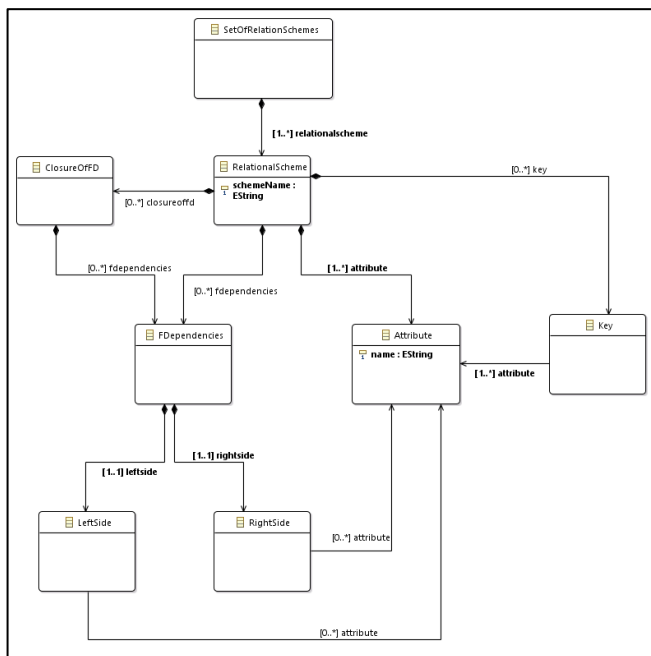 SetOfRelationSchemes
[1..*] relationalscheme
ClosureOfFD
RelationalScheme
schemeName :
EString
[0..*] key
[0..*] closureoffd
[0..*] fdependencies
[0..*] fdependencies
[1..*] attribute
FDependencies
Attribute
name : EString
Key
[1..*] attribute
[1..1] rightside
[1..1] leftside
LeftSide
RightSide
[0..*] attribute
[0..*] attribute